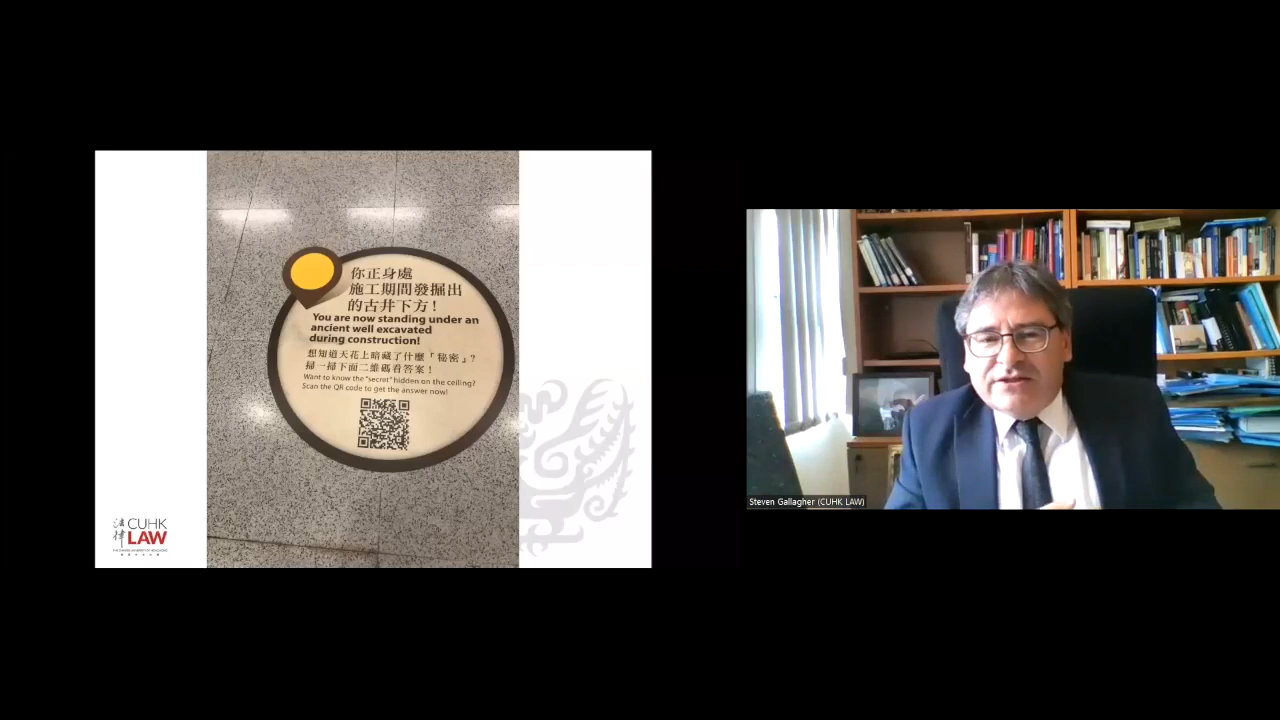 你正身處
施工期間發掘出
的古井下方！
You are now standing under an
ancient well excavated
during construction!
想知道天花上暗藏了什麼「秘密」？
掃一掃下面二維碼看答案！
Want to know the "secret" hidden on the ceiling?
Scan the QR code to get the answer now!
法律 CUHK
LAW
Steven Gallagher (CUHK LAW)